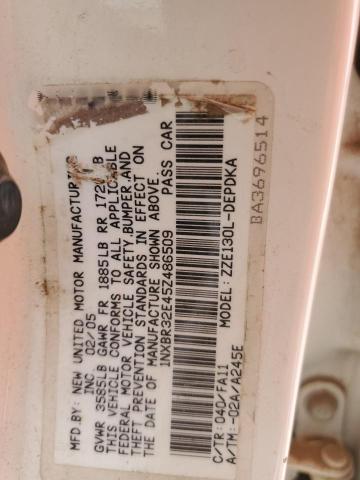 MFD.BY: NEW UNITED MOTOR MANUFACTURING
INC. 02/05
GVWR 3585LB GAWR FR 1885LB RR LB
THIS VEHICLE CONFORMS TO ALL APPLICABLE
FEDERAL MOTOR VEHICLE SAFETY,BUMPER,AND
THEFT PREVENTION STANDARDS IN EFFECT ON
THE DATE OF MANUFACTURE SHOWN ABOVE.
1NXBR32E45Z486509 PASS CAR
C/TR:040/FA11 MODEL:ZZE130L-DEPDKA
A/TM:-02A/A245E
BA3696514